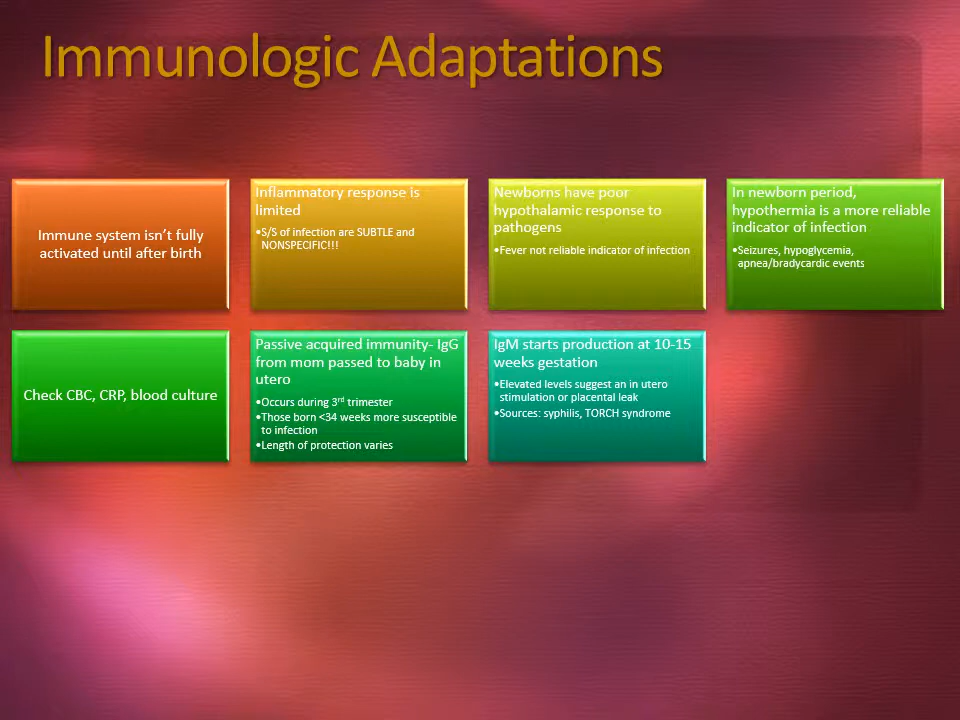 Immunologic Adaptations
Immune system isn’t fully
activated until after birth
Inflammatory response is
limited
•S/S of infection are SUBTLE and
NONSPECIFIC!!!
Newborns have poor
hypothalamic response to
pathogens
•Fever not reliable indicator of infection
In newborn period,
hypothermia is a more reliable
indicator of infection
•Seizures, hypoglycemia,
apnea/bradycardic events
Check CBC, CRP, blood culture
Passive acquired immunity- IgG
from mom passed to baby in
utero
•Occurs during 3rd trimester
•Those born <34 weeks more susceptible
to infection
•Length of protection varies
IgM starts production at 10-15
weeks gestation
•Elevated levels suggest an in utero
stimulation or placental leak
•Sources: syphilis, TORCH syndrome